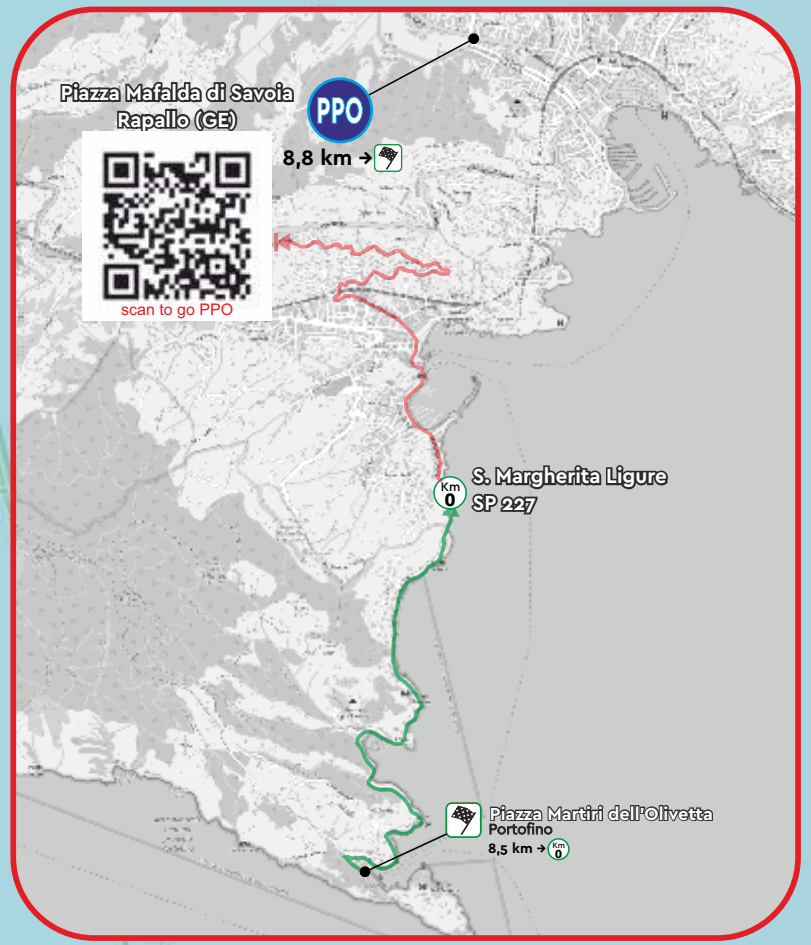 Piazza Mafalda di Savoia
Rapallo (GE)
PPO
8,8 km →
scan to go PPO
Km
0
S. Margherita Ligure
SP 227
Piazza Martiri dell'Olivetta
Portofino
8,5 km → Km 0